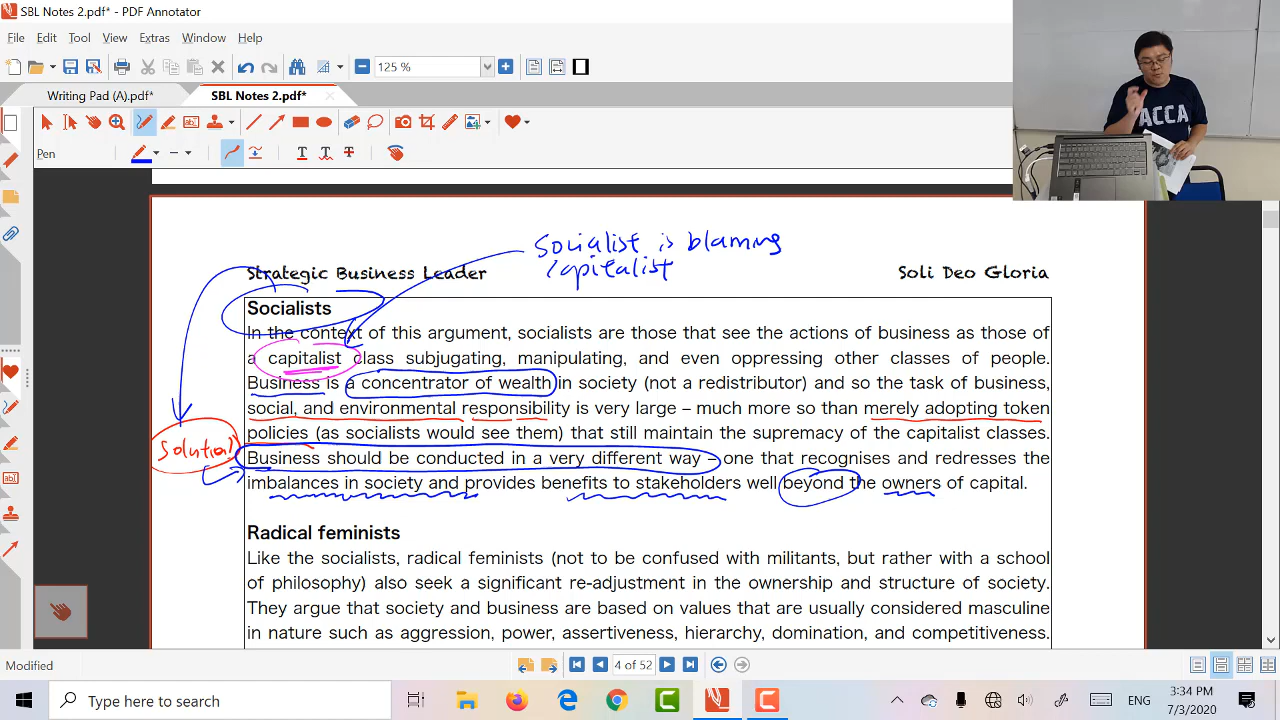 SBL Notes 2.pdf* - PDF Annotator
File Edit Tool View Extras Window Help
125 %
Writing Pad (A).pdf* SBL Notes 2.pdf*
Pen
ACCA
Socialist is blaming
capitalist
Strategic Business Leader Soli Deo Gloria
Socialists
In the context of this argument, socialists are those that see the actions of business as those of
a capitalist class subjugating, manipulating, and even oppressing other classes of people.
Business is a concentrator of wealth in society (not a redistributor) and so the task of business,
social, and environmental responsibility is very large – much more so than merely adopting token
policies (as socialists would see them) that still maintain the supremacy of the capitalist classes.
Solution
Business should be conducted in a very different way – one that recognises and redresses the
imbalances in society and provides benefits to stakeholders well beyond the owners of capital.
Radical feminists
Like the socialists, radical feminists (not to be confused with militants, but rather with a school
of philosophy) also seek a significant re-adjustment in the ownership and structure of society.
They argue that society and business are based on values that are usually considered masculine
in nature such as aggression, power, assertiveness, hierarchy, domination, and competitiveness.
Modified 4 of 52
Type here to search
ENG
3:34 PM
7/3/2020